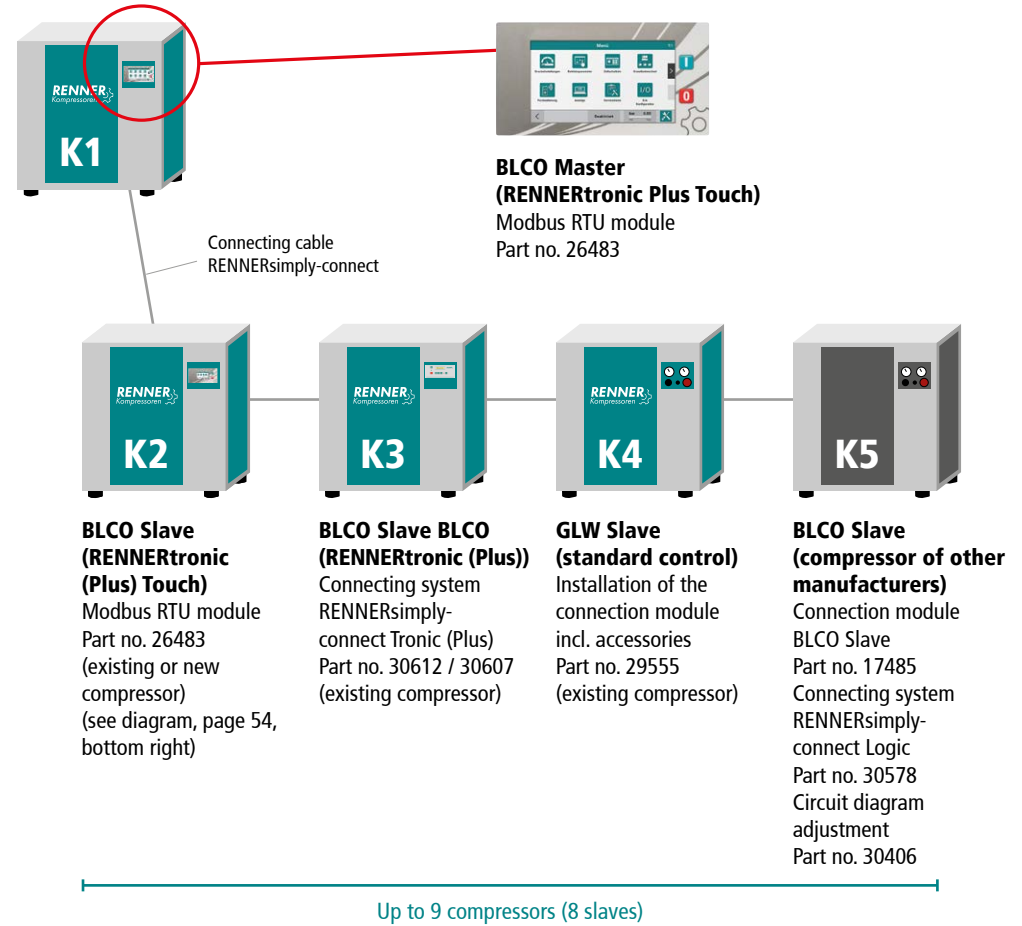 RENNER
Kompressoren
K1
Menü
I
0
I/O
BLCO Master
(RENNERtronic Plus Touch)
Modbus RTU module
Part no. 26483
Connecting cable
RENNERsimply-connect
RENNER
Kompressoren
K2
RENNER
Kompressoren
K3
RENNER
Kompressoren
K4
K5
BLCO Slave
(RENNERtronic
(Plus) Touch)
Modbus RTU module
Part no. 26483
(existing or new
compressor)
(see diagram, page 54,
bottom right)
BLCO Slave BLCO
(RENNERtronic (Plus))
Connecting system
RENNERsimply-
connect Tronic (Plus)
Part no. 30612 / 30607
(existing compressor)
GLW Slave
(standard control)
Installation of the
connection module
incl. accessories
Part no. 29555
(existing compressor)
BLCO Slave
(compressor of other
manufacturers)
Connection module
BLCO Slave
Part no. 17485
Connecting system
RENNERsimply-
connect Logic
Part no. 30578
Circuit diagram
adjustment
Part no. 30406
Up to 9 compressors (8 slaves)